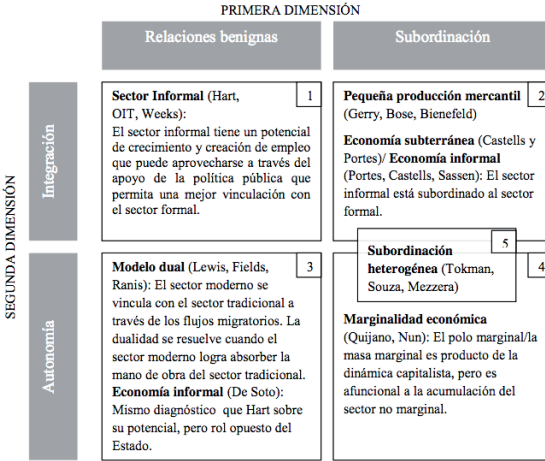 PRIMERA DIMENSIÓN
Relaciones benignas
Subordinación
SEGUNDA DIMENSIÓN
Integración
Sector Informal (Hart,
OIT, Weeks):
1
El sector informal tiene un potencial
de crecimiento y creación de empleo
que puede aprovecharse a través del
apoyo de la política pública que
permita una mejor vinculación con
el sector formal.
Pequeña producción mercantil
2
(Gerry, Bose, Bienefeld)
Economía subterránea (Castells y
Portes)/ Economía informal
(Portes, Castells, Sassen): El sector
informal está subordinado al sector
formal.
Subordinación
5
heterogénea (Tokman,
Souza, Mezzera)
Autonomía
Modelo dual (Lewis, Fields,
3
Ranis): El sector moderno se
vincula con el sector tradicional a
través de los flujos migratorios. La
dualidad se resuelve cuando el
sector moderno logra absorber la
mano de obra del sector tradicional.
Economía informal (De Soto):
Mismo diagnóstico que Hart sobre
su potencial, pero rol opuesto del
Estado.
4
Marginalidad económica
(Quijano, Nun): El polo marginal/la
masa marginal es producto de la
dinámica capitalista, pero es
afuncional a la acumulación del
sector no marginal.